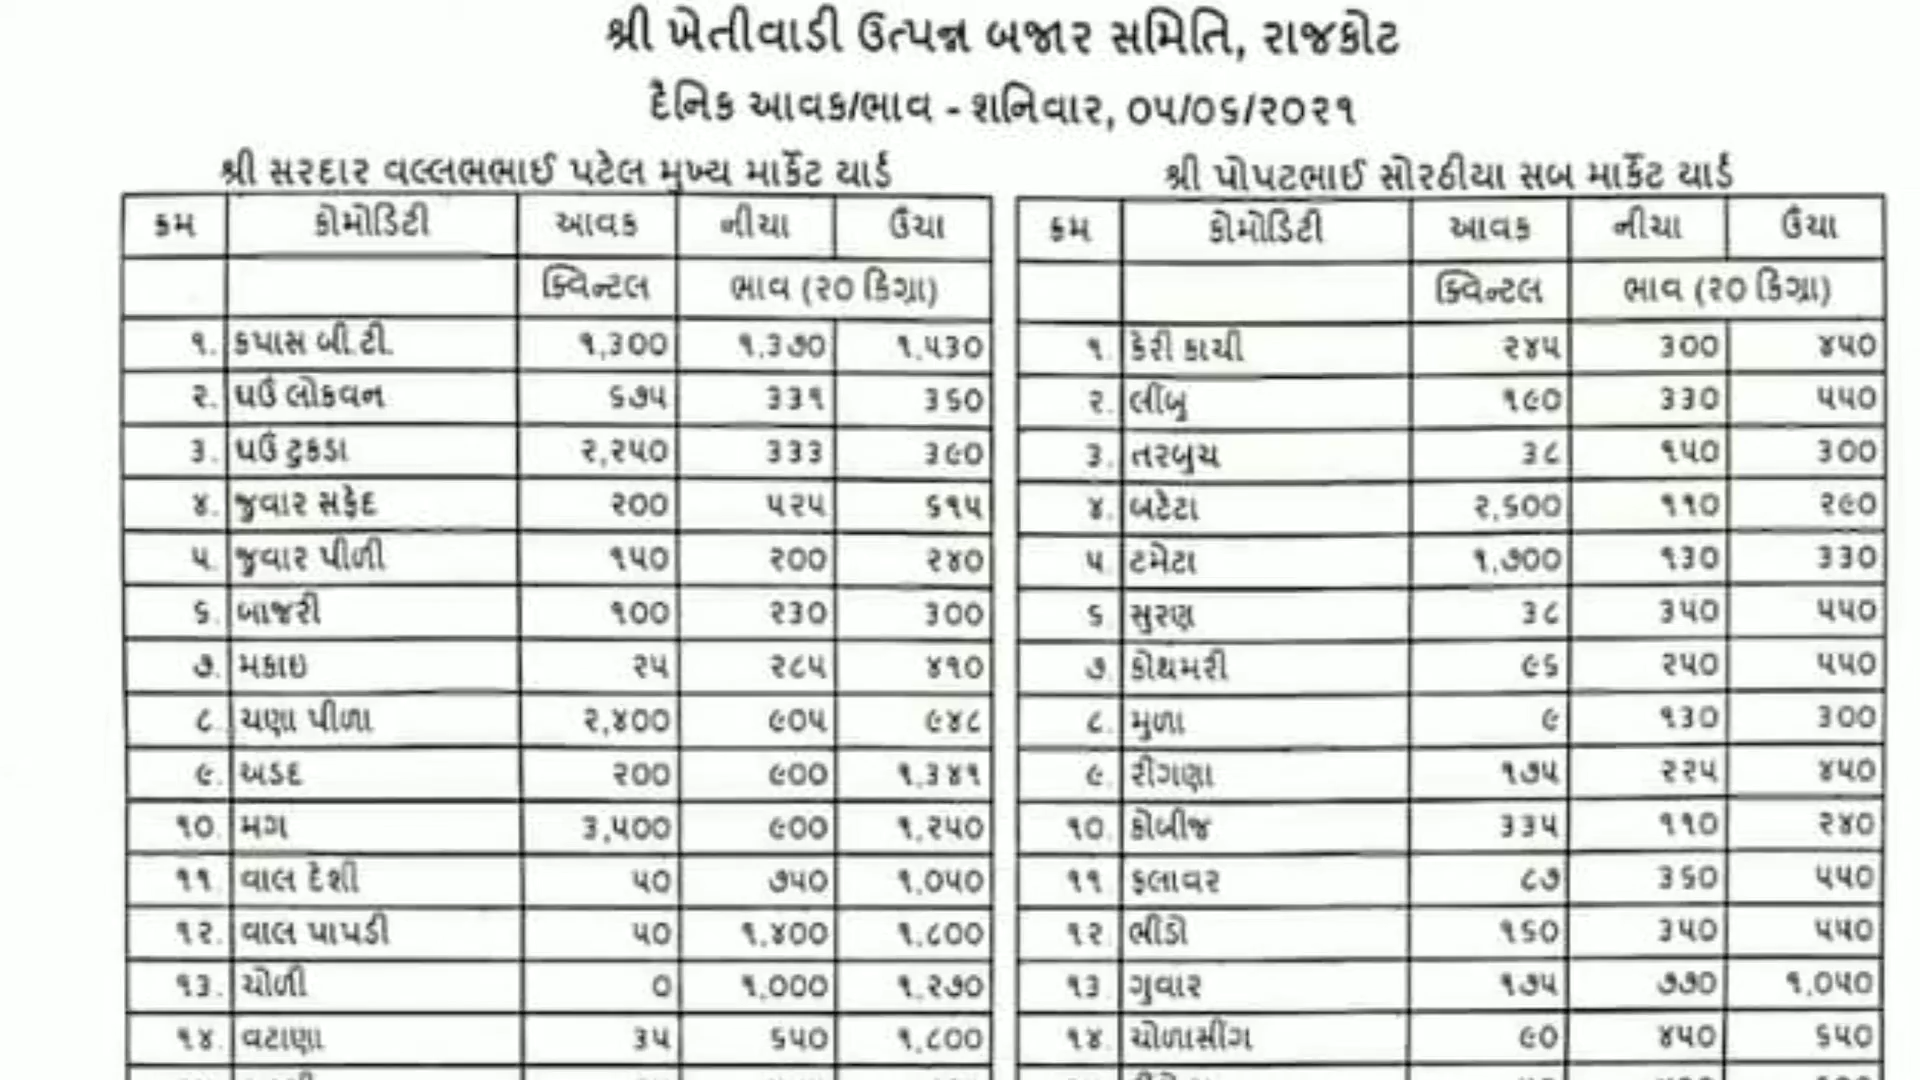 શ્રી ખેતીવાડી ઉત્પન્ન બજાર સમિતિ, રાજકોટ
દૈનિક આવક/ભાવ - શનિવાર, ૦૫/૦૬/૨૦૨૧
શ્રી સરદાર વલ્લભભાઈ પટેલ મુખ્ય માર્કેટ યાર્ડ
ક્રમ કોમોડિટી આવક નીચા ઉંચા
ક્વિન્ટલ ભાવ (૨૦ કિગ્રા)
૧. કપાસ બી.ટી. ૧,૩૦૦ ૧,૩૭૦ ૧,૫૩૦
૨. ઘઉં લોકવન ૬૭૫ ૩૩૧ ૩૬૦
૩. ઘઉં ટુકડા ૨,૨૫૦ ૩૩૩ ૩૯૦
૪. જુવાર સફેદ ૨૦૦ ૫૨૫ ૬૧૫
૫. જુવાર પીળી ૧૫૦ ૨૦૦ ૨૪૦
૬. બાજરી ૧૦૦ ૨૩૦ ૩૦૦
૭. મકાઇ ૨૫ ૨૮૫ ૪૧૦
૮. ચણા પીળા ૨,૪૦૦ ૯૦૫ ૯૪૮
૯. અડદ ૨૦૦ ૯૦૦ ૧,૩૪૧
૧૦. મગ ૩,૫૦૦ ૯૦૦ ૧,૨૫૦
૧૧. વાલ દેશી ૫૦ ૭૫૦ ૧,૦૫૦
૧૨. વાલ પાપડી ૫૦ ૧,૪૦૦ ૧,૮૦૦
૧૩. ચોળી ૦ ૧,૦૦૦ ૧,૨૭૦
૧૪. વટાણા ૩૫ ૬૫૦ ૧,૮૦૦
શ્રી પોપટભાઈ સોરઠીયા સબ માર્કેટ યાર્ડ
ક્રમ કોમોડિટી આવક નીચા ઉંચા
ક્વિન્ટલ ભાવ (૨૦ કિગ્રા)
૧. કેરી કાચી ૨૪૫ ૩૦૦ ૪૫૦
૨. લીંબુ ૧૯૦ ૩૩૦ ૫૫૦
૩. તરબુચ ૩૮ ૧૫૦ ૩૦૦
૪. બટેટા ૨,૬૦૦ ૧૧૦ ૨૯૦
૫. ટમેટા ૧,૭૦૦ ૧૩૦ ૩૩૦
૬. સુરણ ૩૮ ૩૫૦ ૫૫૦
૭. કોથમરી ૯૬ ૨૫૦ ૫૫૦
૮. મુળા ૯ ૧૩૦ ૩૦૦
૯. રીંગણા ૧૭૫ ૨૨૫ ૪૫૦
૧૦. કોબીજ ૩૩૫ ૧૧૦ ૨૪૦
૧૧. ફલાવર ૮૭ ૩૬૦ ૫૫૦
૧૨. ભીંડો ૧૬૦ ૩૫૦ ૫૫૦
૧૩. ગુવાર ૧૭૫ ૭૭૦ ૧,૦૫૦
૧૪. ચોળાસીંગ ૯૦ ૪૫૦ ૬૫૦